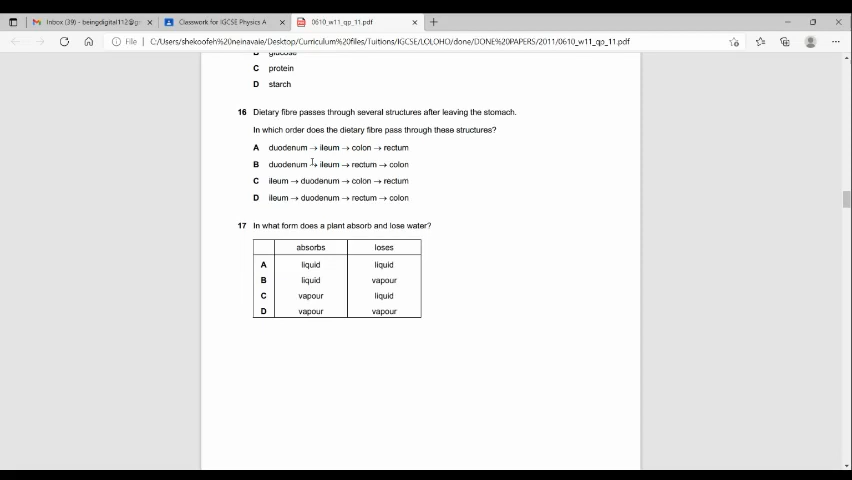 Inbox (39) - beingdigital112@gm
Classwork for IGCSE Physics A
0610_w11_qp_11.pdf
File
C:/Users/shekoofeh%20neinavaie/Desktop/Curriculum%20files/Tuitions/IGCSE/LOLOHO/done/DONE%20PAPERS/2011/0610_w11_qp_11.pdf
C protein
D starch
16 Dietary fibre passes through several structures after leaving the stomach.
In which order does the dietary fibre pass through these structures?
A duodenum → ileum → colon → rectum
B duodenum → ileum → rectum → colon
C ileum → duodenum → colon → rectum
D ileum → duodenum → rectum → colon
17 In what form does a plant absorb and lose water?
absorbs loses
A liquid liquid
B liquid vapour
C vapour liquid
D vapour vapour